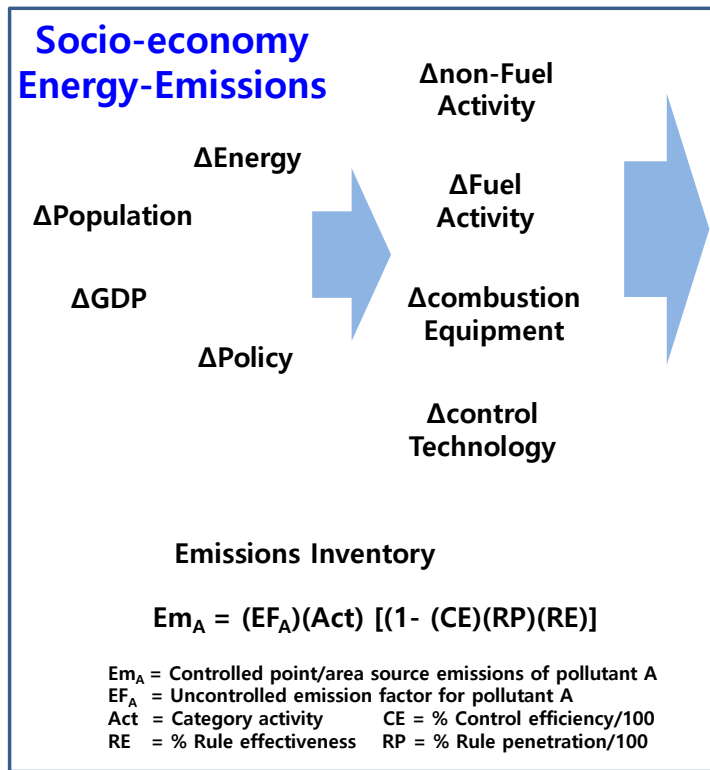 Socio-economy
Energy-Emissions
ΔEnergy
ΔPopulation
ΔGDP
ΔPolicy
Δnon-Fuel
Activity
ΔFuel
Activity
Δcombustion
Equipment
Δcontrol
Technology
Emissions Inventory
EmA = (EFA)(Act) [(1- (CE)(RP)(RE)]
EmA = Controlled point/area source emissions of pollutant A
EFA = Uncontrolled emission factor for pollutant A
Act = Category activity CE = % Control efficiency/100
RE = % Rule effectiveness RP = % Rule penetration/100